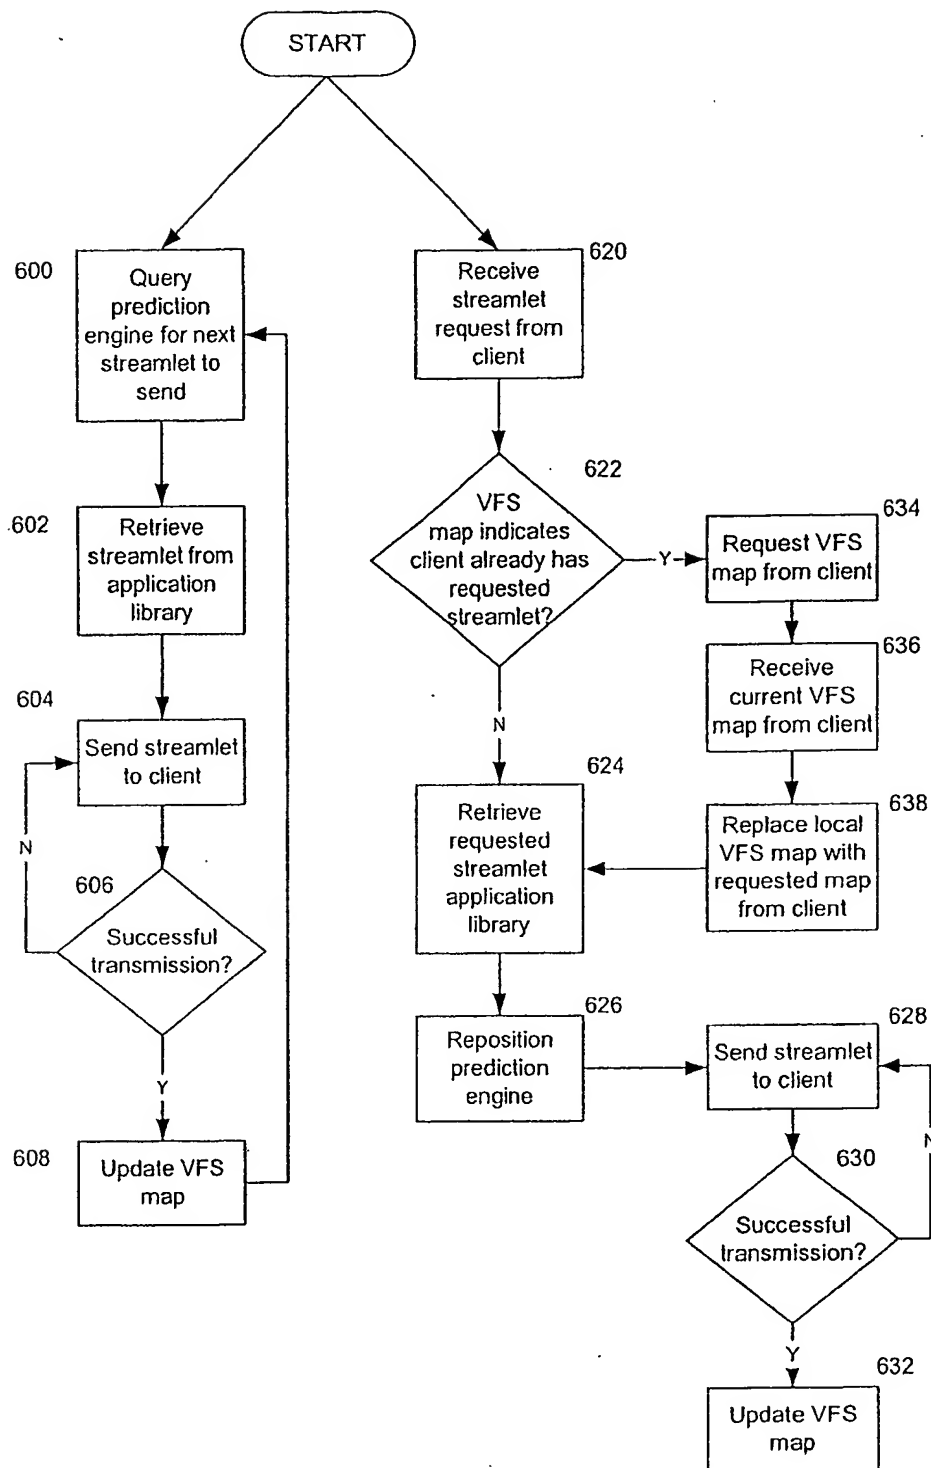 START
600
Query
prediction
engine for next
streamlet to
send
602
Retrieve
streamlet from
application
library
604
Send streamlet
to client
N
606
Successful
transmission?
Y
608
Update VFS
map
620
Receive
streamlet
request from
client
622
VFS
map indicates
client already has
requested
streamlet?
Y
N
634
Request VFS
map from client
636
Receive
current VFS
map from client
638
Replace local
VFS map with
requested map
from client
624
Retrieve
requested
streamlet
application
library
626
Reposition
prediction
engine
628
Send streamlet
to client
N
630
Successful
transmission?
Y
632
Update VFS
map